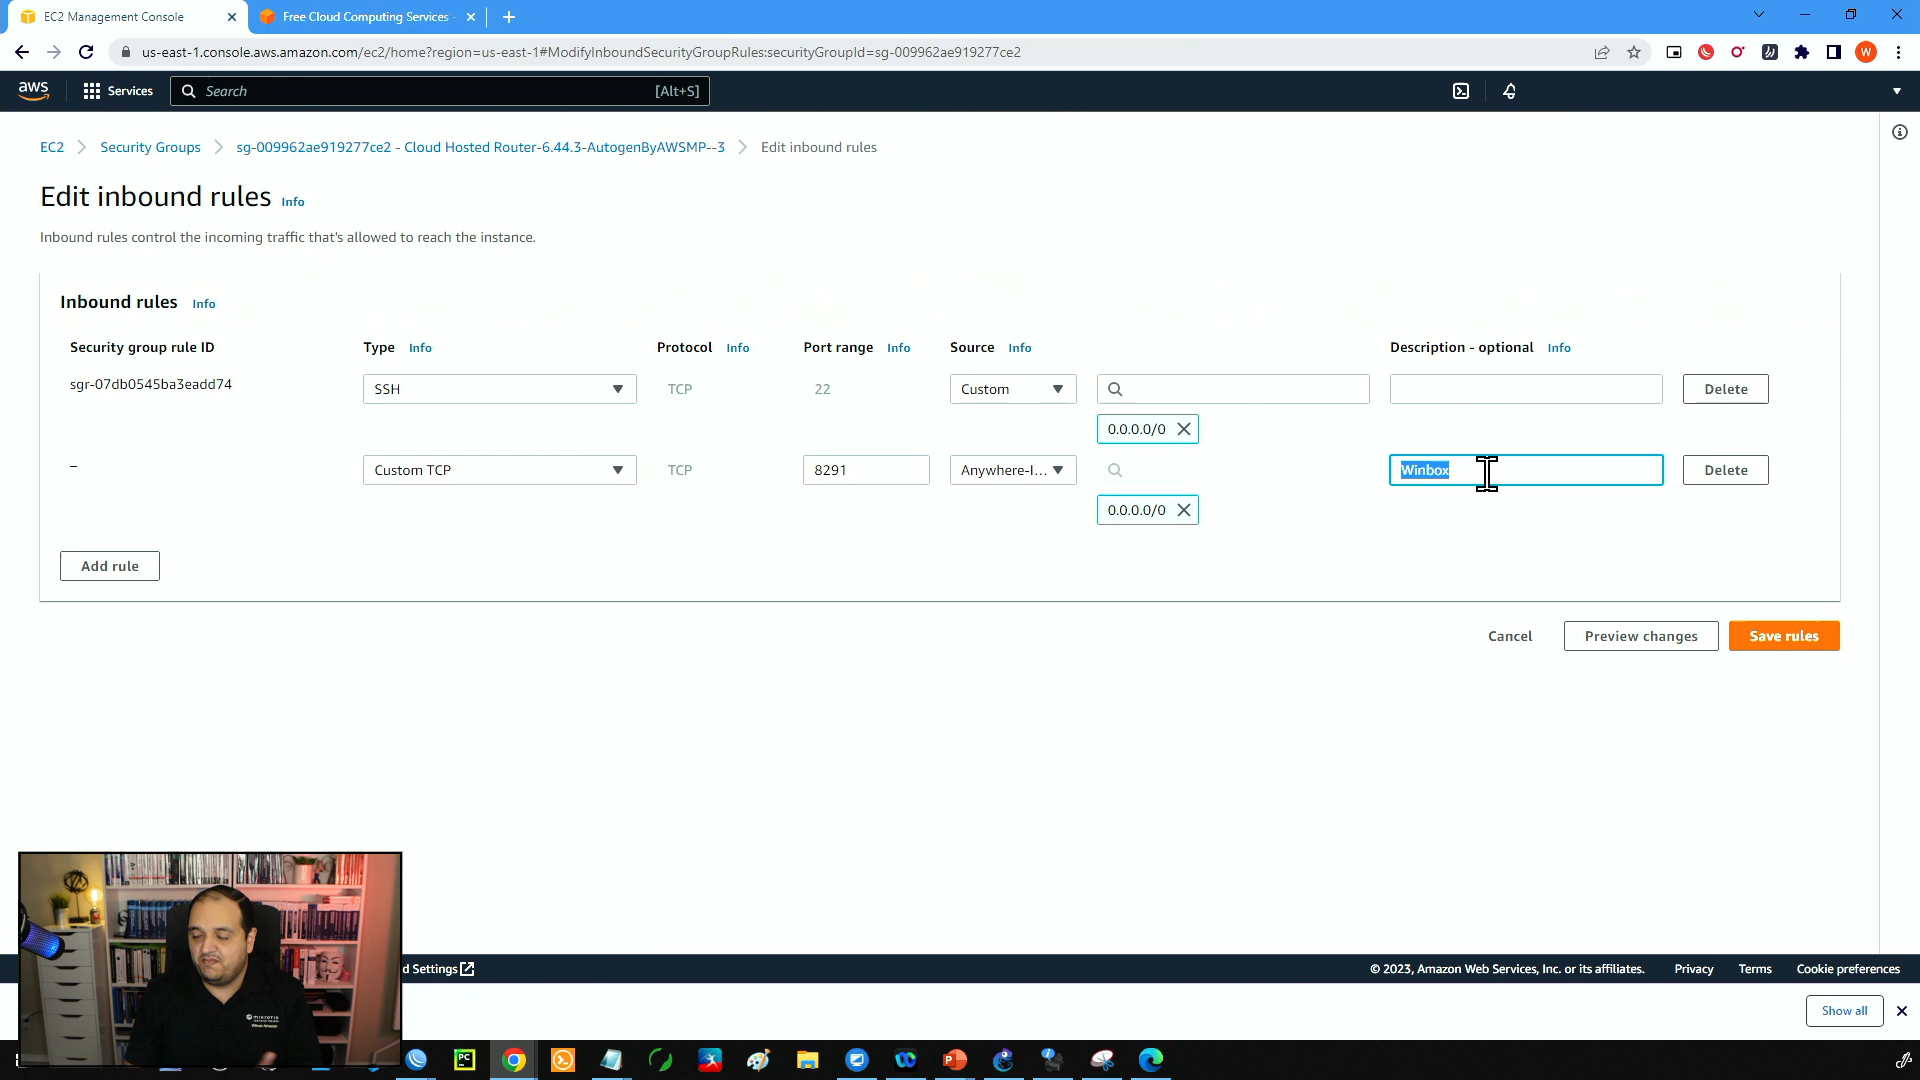 EC2 Management Console
Free Cloud Computing Services -
us-east-1.console.aws.amazon.com/ec2/home?region=us-east-1#ModifyInboundSecurityGroupRules:securityGroupId=sg-009962ae919277ce2
W
aws
Services
Search
[Alt+S]
EC2
Security Groups
sg-009962ae919277ce2 - Cloud Hosted Router-6.44.3-AutogenByAWSMP--3
Edit inbound rules
Edit inbound rules Info
Inbound rules control the incoming traffic that's allowed to reach the instance.
Inbound rules Info
Security group rule ID
Type Info
Protocol Info
Port range Info
Source Info
Description - optional Info
sgr-07db0545ba3eadd74
SSH
TCP
22
Custom
Delete
0.0.0.0/0
–
Custom TCP
TCP
8291
Anywhere-I...
Winbox
Delete
0.0.0.0/0
Add rule
Cancel
Preview changes
Save rules
d Settings
© 2023, Amazon Web Services, Inc. or its affiliates.
Privacy
Terms
Cookie preferences
Show all
MIKROTIK
PC